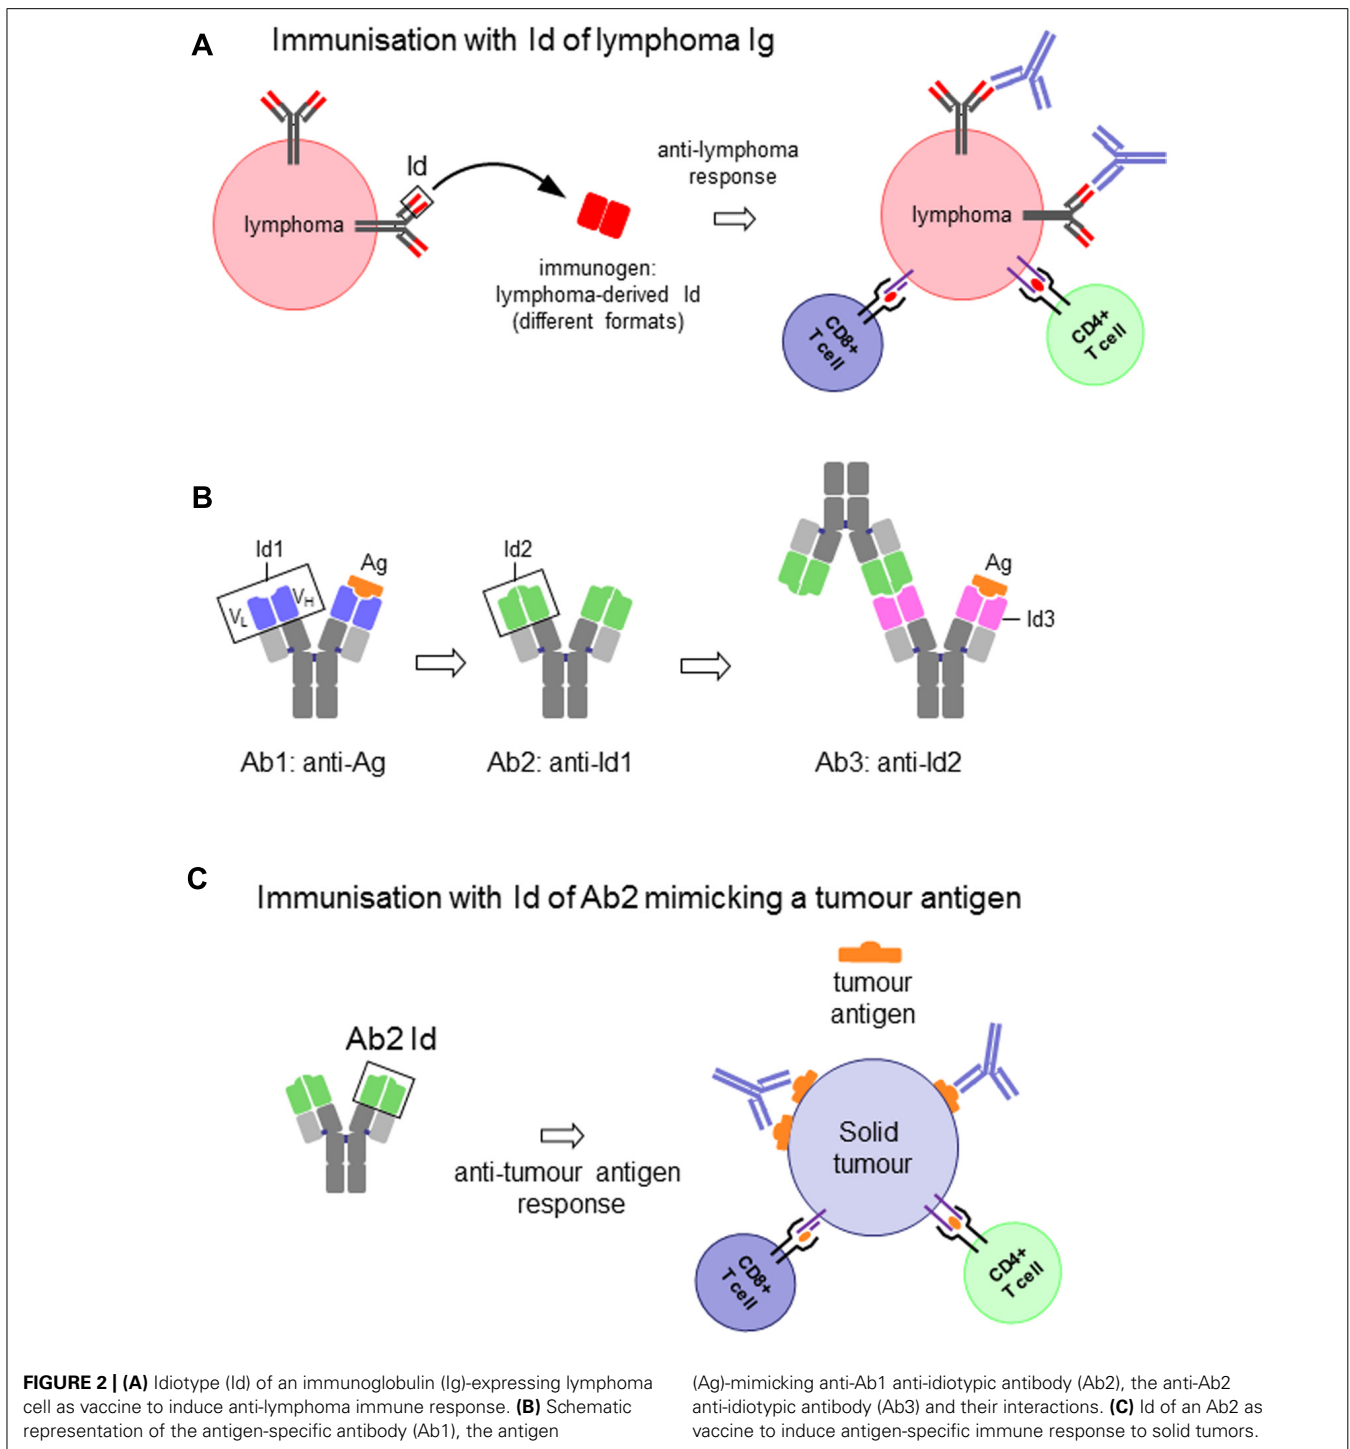 A
Immunisation with Id of lymphoma Ig
Id
lymphoma
immunogen:
lymphoma-derived Id
(different formats)
anti-lymphoma
response
lymphoma
CD8+
T cell
CD4+
T cell
B
Id1
VL
VH
Ag
Id2
Ag
Id3
Ab1: anti-Ag
Ab2: anti-Id1
Ab3: anti-Id2
C
Immunisation with Id of Ab2 mimicking a tumour antigen
tumour
antigen
Ab2 Id
anti-tumour antigen
response
Solid
tumour
CD8+
T cell
CD4+
T cell
FIGURE 2 | (A) Idiotype (Id) of an immunoglobulin (Ig)-expressing lymphoma
cell as vaccine to induce anti-lymphoma immune response. (B) Schematic
representation of the antigen-specific antibody (Ab1), the antigen
(Ag)-mimicking anti-Ab1 anti-idiotypic antibody (Ab2), the anti-Ab2
anti-idiotypic antibody (Ab3) and their interactions. (C) Id of an Ab2 as
vaccine to induce antigen-specific immune response to solid tumors.